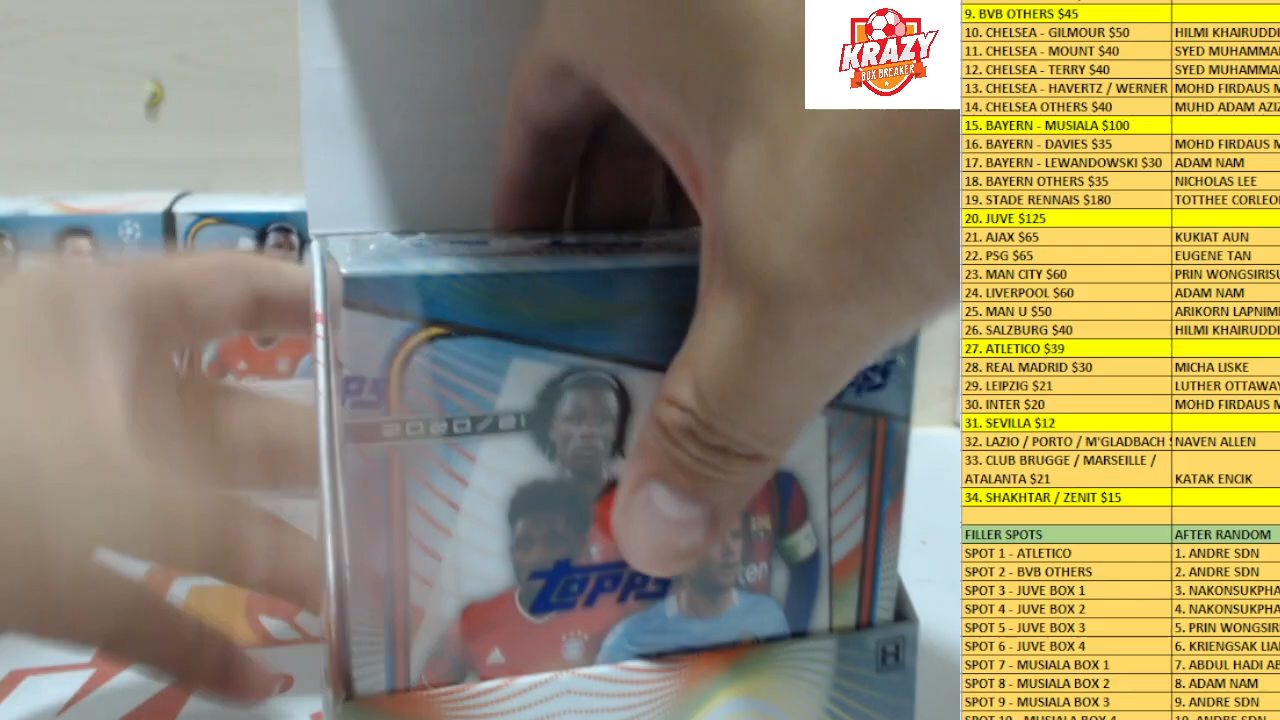 KRAZY
BOX BREAKER
2020/21
TOPPS
H
9. BVB OTHERS $45
10. CHELSEA - GILMOUR $50 HILMI KHAIRUDDI
11. CHELSEA - MOUNT $40 SYED MUHAMMA
12. CHELSEA - TERRY $40 SYED MUHAMMA
13. CHELSEA - HAVERTZ / WERNER MOHD FIRDAUS M
14. CHELSEA OTHERS $40 MUHD ADAM AZIZ
15. BAYERN - MUSIALA $100
16. BAYERN - DAVIES $35 MOHD FIRDAUS M
17. BAYERN - LEWANDOWSKI $30 ADAM NAM
18. BAYERN OTHERS $35 NICHOLAS LEE
19. STADE RENNAIS $180 TOTTHEE CORLEO
20. JUVE $125
21. AJAX $65 KUKIAT AUN
22. PSG $65 EUGENE TAN
23. MAN CITY $60 PRIN WONGSIRISU
24. LIVERPOOL $60 ADAM NAM
25. MAN U $50 ARIKORN LAPNIM
26. SALZBURG $40 HILMI KHAIRUDDI
27. ATLETICO $39
28. REAL MADRID $30 MICHA LISKE
29. LEIPZIG $21 LUTHER OTTAWAY
30. INTER $20 MOHD FIRDAUS M
31. SEVILLA $12
32. LAZIO / PORTO / M'GLADBACH NAVEN ALLEN
33. CLUB BRUGGE / MARSEILLE /
ATALANTA $21 KATAK ENCIK
34. SHAKHTAR / ZENIT $15
FILLER SPOTS AFTER RANDOM
SPOT 1 - ATLETICO 1. ANDRE SDN
SPOT 2 - BVB OTHERS 2. ANDRE SDN
SPOT 3 - JUVE BOX 1 3. NAKONSUKPHA
SPOT 4 - JUVE BOX 2 4. NAKONSUKPHA
SPOT 5 - JUVE BOX 3 5. PRIN WONGSIR
SPOT 6 - JUVE BOX 4 6. KRIENGSAK LIA
SPOT 7 - MUSIALA BOX 1 7. ABDUL HADI AB
SPOT 8 - MUSIALA BOX 2 8. ADAM NAM
SPOT 9 - MUSIALA BOX 3 9. ANDRE SDN
SPOT 10 - MUSIALA BOX 4 10. ANDRE SDN